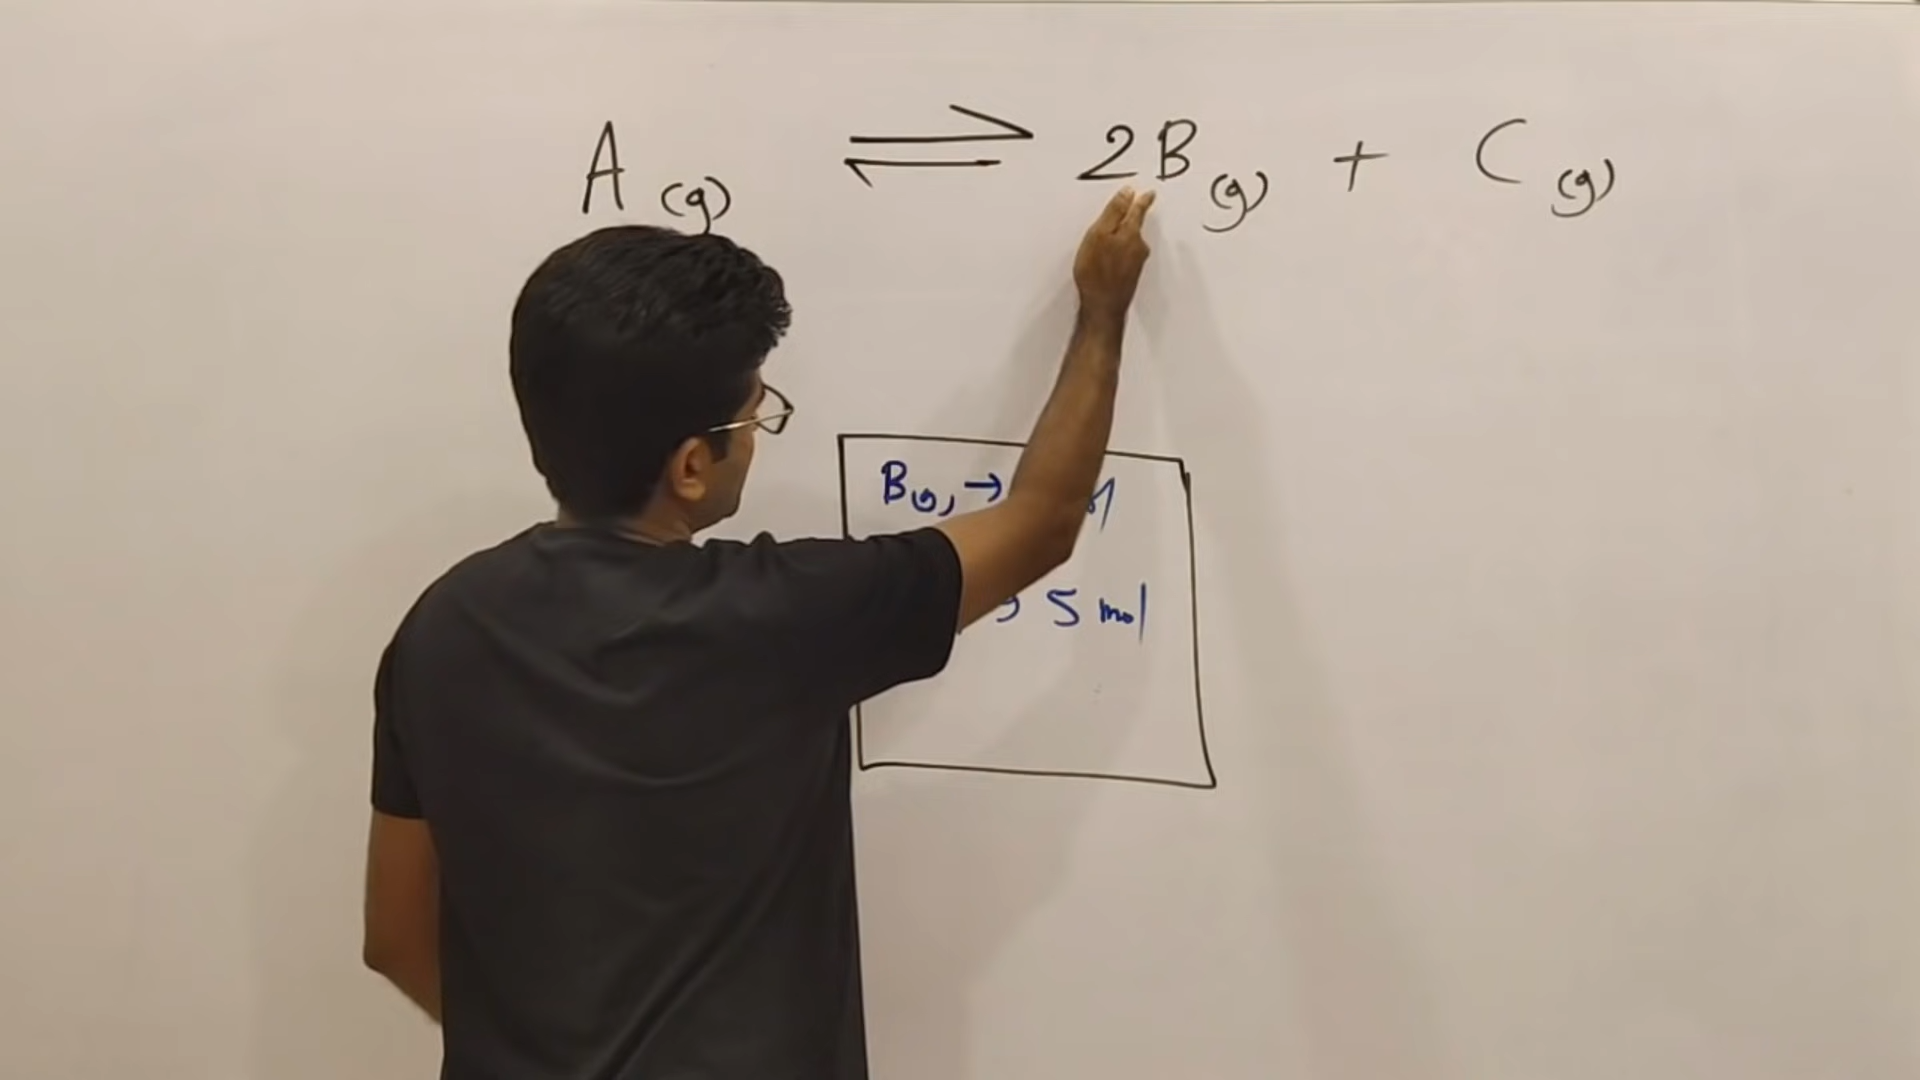 A (g) ⇌ 2B (g) + C (g)
B(g) →
5 mol